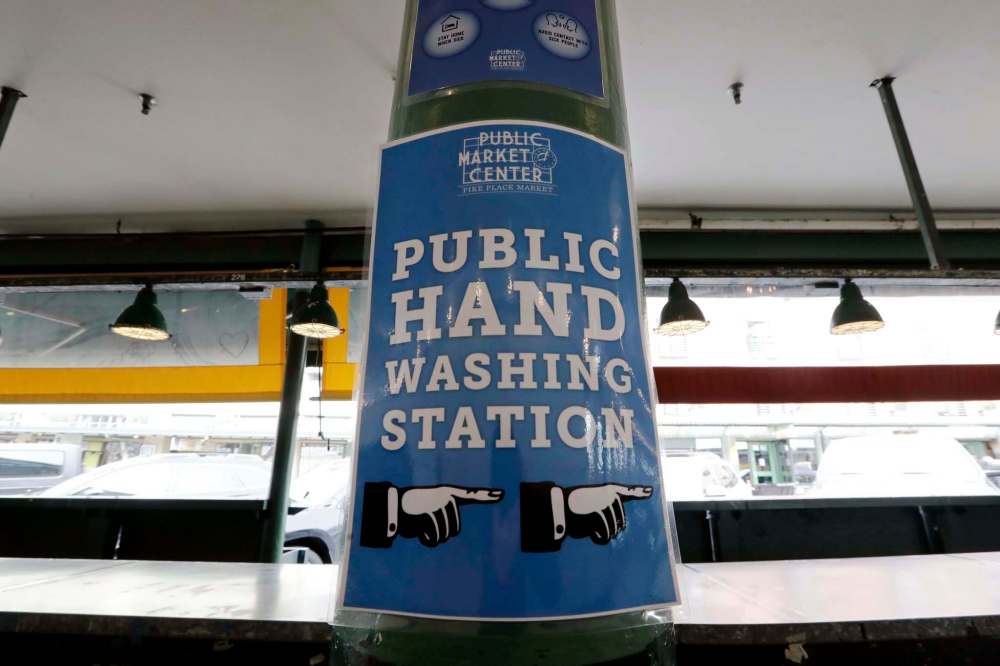 STAY HOME
WHEN SICK
AVOID CONTACT WITH
SICK PEOPLE
PUBLIC
MARKET
CENTER
PUBLIC
MARKET
CENTER
PIKE PLACE MARKET
PUBLIC
HAND
WASHING
STATION